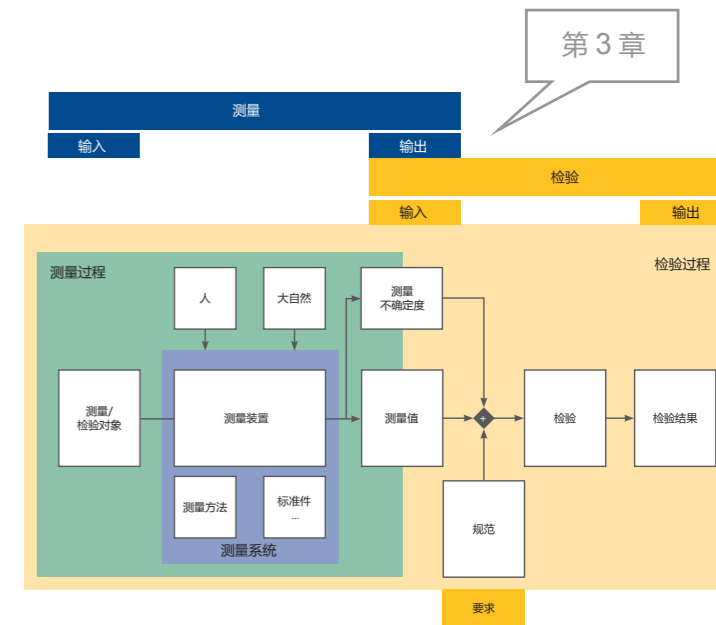 第 3 章
测量
输入
输出
检验
输入
输出
测量过程
检验过程
人
大自然
测量
不确定度
测量/
检验对象
测量装置
测量值
+
检验
检验结果
测量方法
标准件
...
测量系统
规范
要求